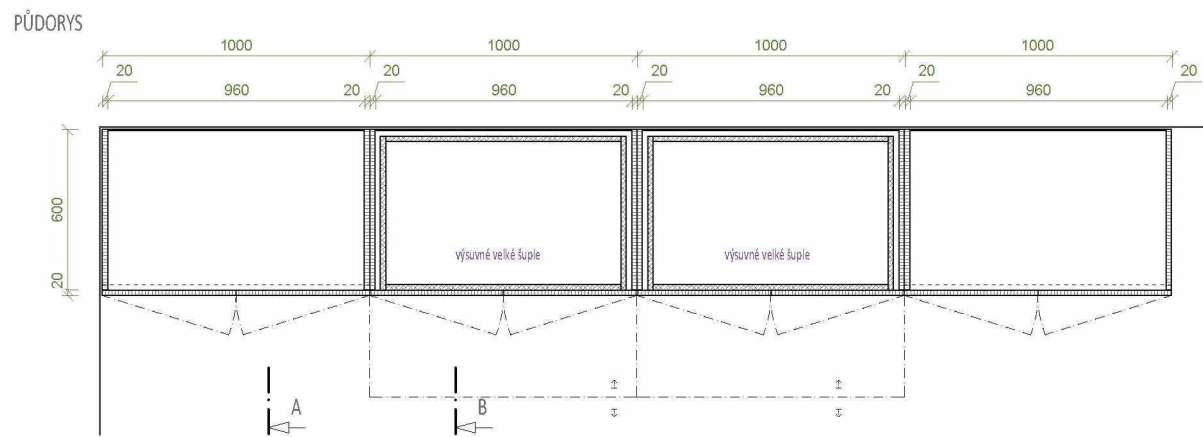 PŮDORYS
1000 1000 1000 1000
20 20 20 20 20
960 20 960 20 960 20 960
600
20
výsuvné velké šuple výsuvné velké šuple
A B